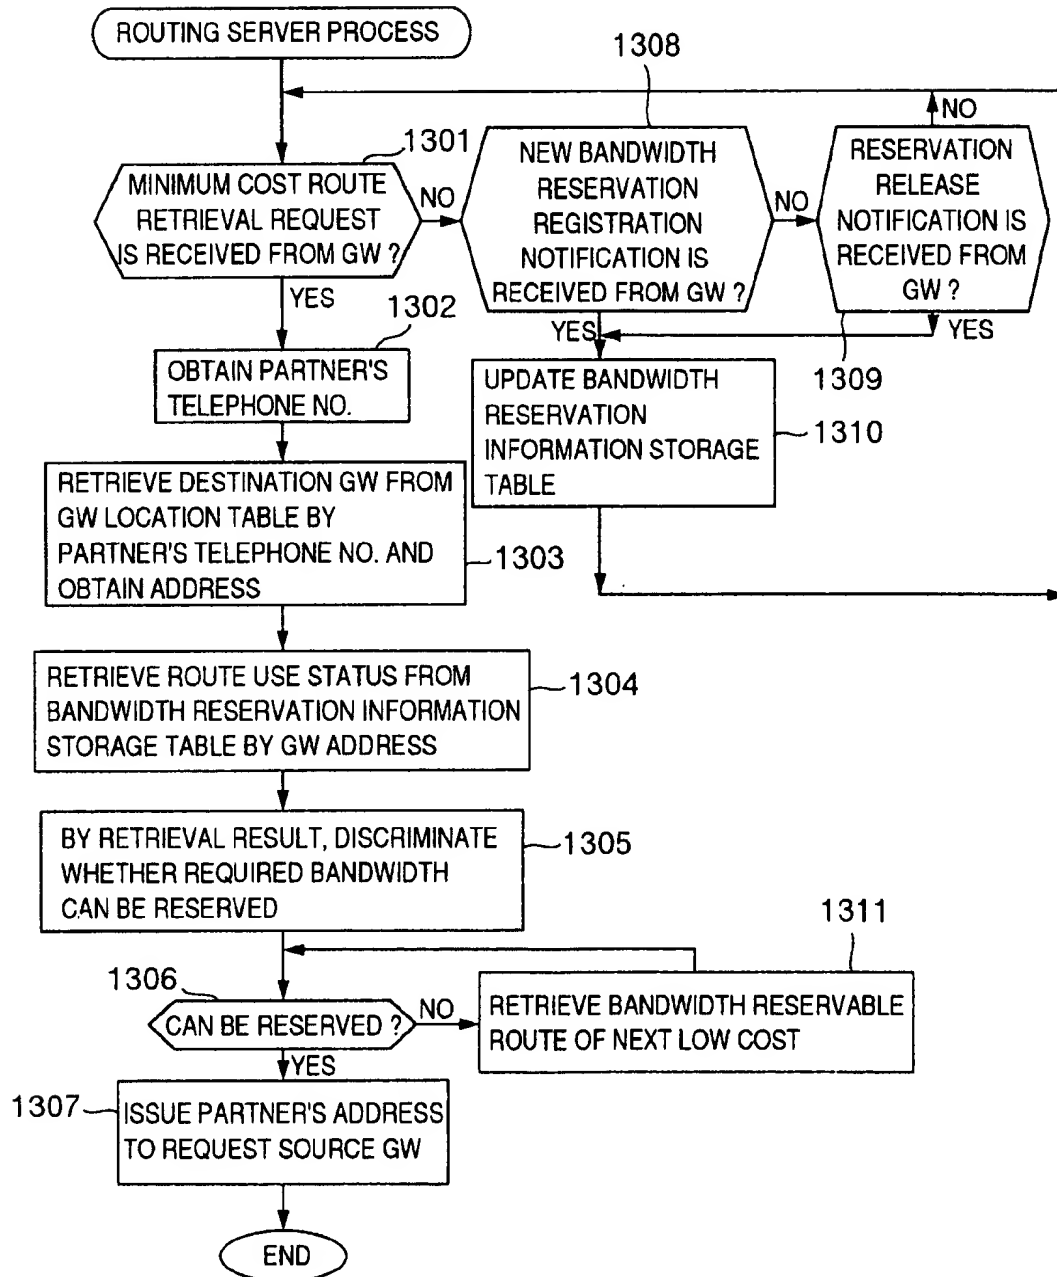 ROUTING SERVER PROCESS
1308
NO
1301
MINIMUM COST ROUTE
RETRIEVAL REQUEST
IS RECEIVED FROM GW ?
NO
NEW BANDWIDTH
RESERVATION
REGISTRATION
NOTIFICATION IS
RECEIVED FROM GW ?
NO
RESERVATION
RELEASE
NOTIFICATION IS
RECEIVED FROM
GW ?
YES
YES
YES
1309
1302
OBTAIN PARTNER'S
TELEPHONE NO.
UPDATE BANDWIDTH
RESERVATION
INFORMATION STORAGE
TABLE
1310
RETRIEVE DESTINATION GW FROM
GW LOCATION TABLE BY
PARTNER'S TELEPHONE NO. AND
OBTAIN ADDRESS
1303
RETRIEVE ROUTE USE STATUS FROM
BANDWIDTH RESERVATION INFORMATION
STORAGE TABLE BY GW ADDRESS
1304
BY RETRIEVAL RESULT, DISCRIMINATE
WHETHER REQUIRED BANDWIDTH
CAN BE RESERVED
1305
1306
CAN BE RESERVED ?
NO
1311
RETRIEVE BANDWIDTH RESERVABLE
ROUTE OF NEXT LOW COST
YES
1307
ISSUE PARTNER'S ADDRESS
TO REQUEST SOURCE GW
END